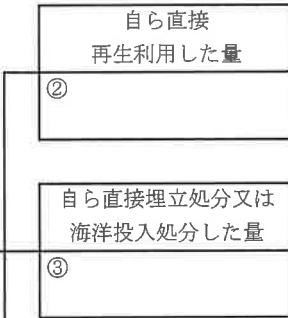 自ら直接
再生利用した量
②
自ら直接埋立処分又は
海洋投入処分した量
③